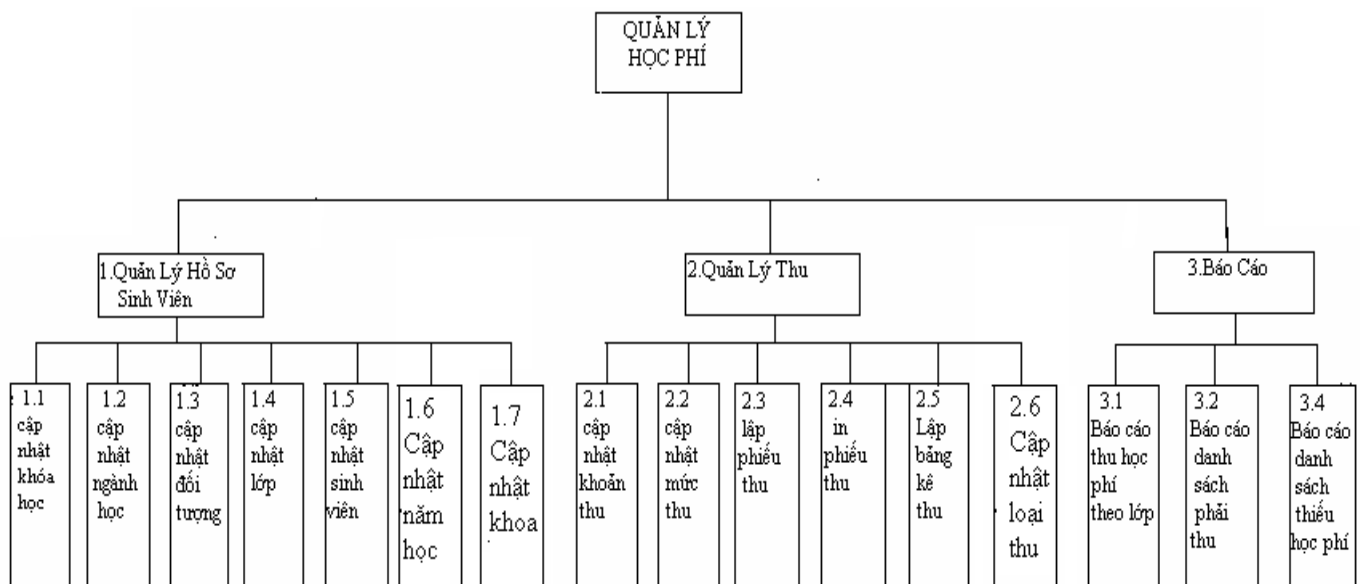 QUẢN LÝ
HỌC PHÍ
1.Quản Lý Hồ Sơ
Sinh Viên
2.Quản Lý Thu
3.Báo Cáo
1.1
cập
nhật
khóa
học
1.2
cập
nhật
ngành
học
1.3
cập
nhật
đối
tượng
1.4
cập
nhật
lớp
1.5
cập
nhật
sinh
viên
1.6
Cập
nhật
năm
học
1.7
Cập
nhật
khoa
2.1
cập
nhật
khoản
thu
2.2
cập
nhật
mức
thu
2.3
lập
phiếu
thu
2.4
in
phiếu
thu
2.5
Lập
bảng
kê
thu
2.6
Cập
nhật
loại
thu
3.1
Báo cáo
thu học
phí
theo lớp
3.2
Báo cáo
danh
sách
phải
thu
3.4
Báo cáo
danh
sách
thiếu
học phí